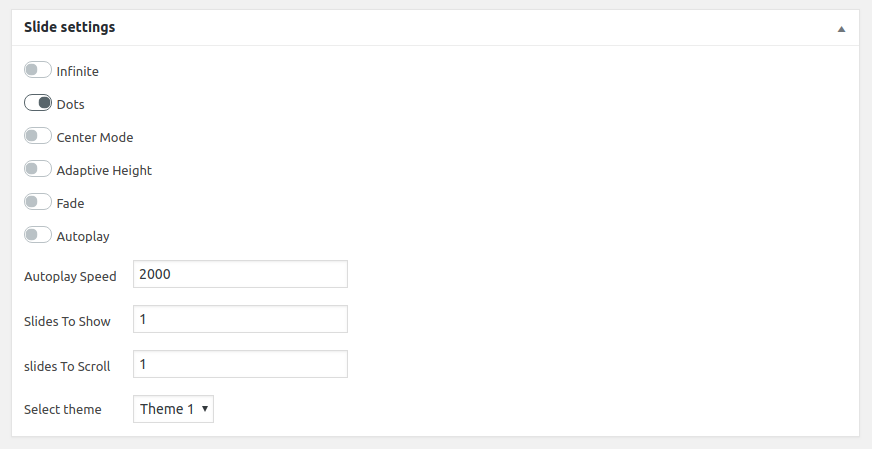 Slide settings
Infinite
Dots
Center Mode
Adaptive Height
Fade
Autoplay
Autoplay Speed 2000
Slides To Show 1
slides To Scroll 1
Select theme Theme 1